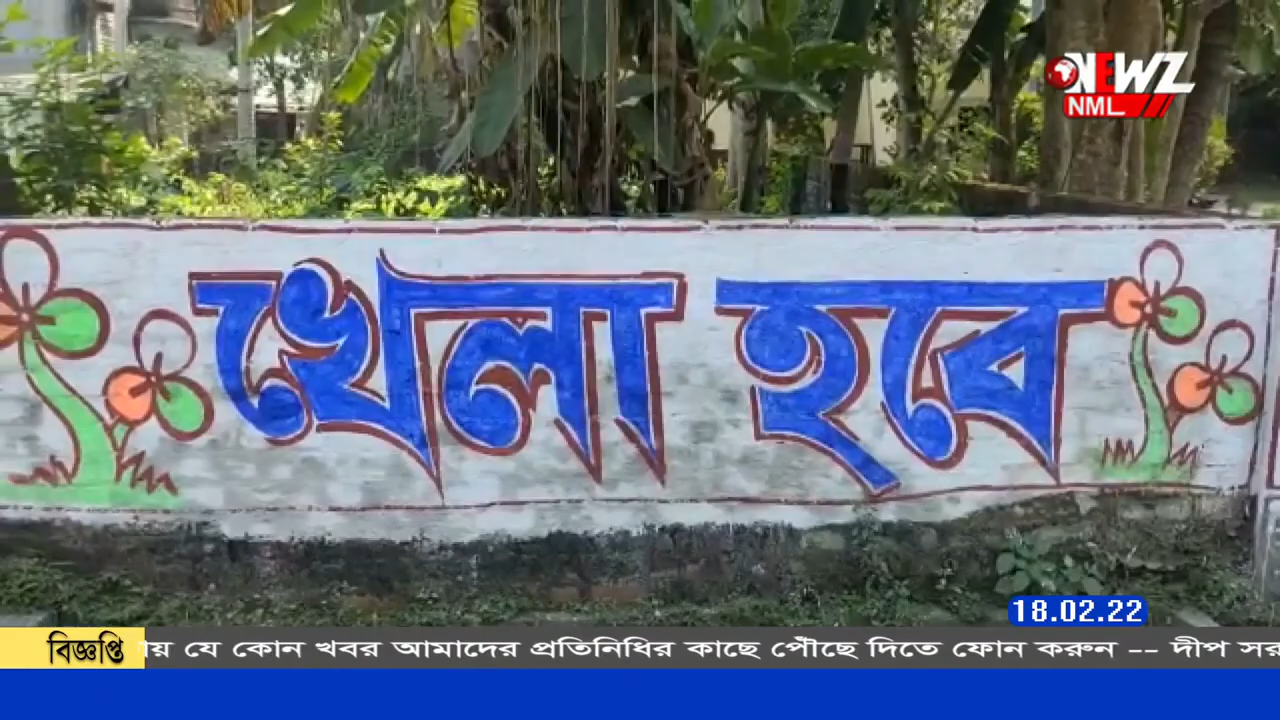 NEWZ
NML
খেলা হবে
18.02.22
বিজ্ঞপ্তি
যে কোন খবর আমাদের প্রতিনিধির কাছে পৌঁছে দিতে ফোন করুন -- দীপ